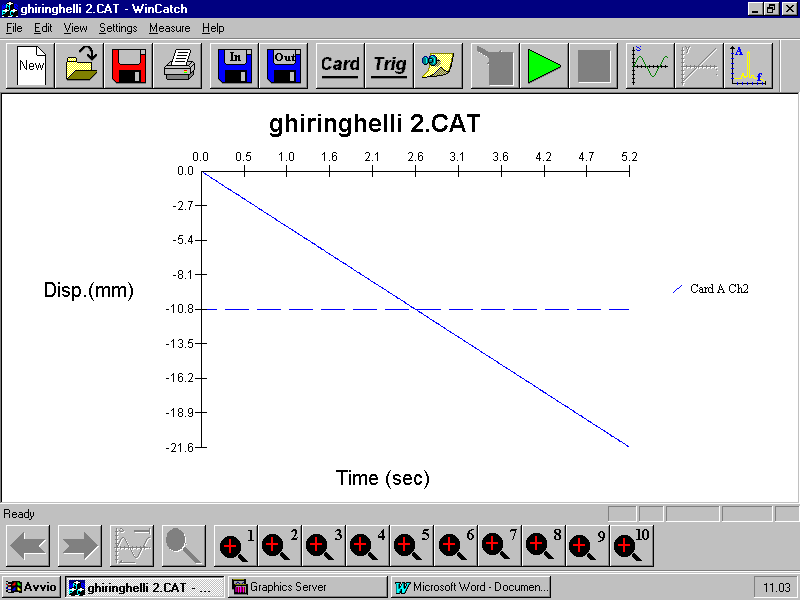 ghiringhelli 2.CAT - WinCatch
File Edit View Settings Measure Help
New In Out Card Trig S y A f
ghiringhelli 2.CAT
0.0 0.5 1.0 1.6 2.1 2.6 3.1 3.6 4.2 4.7 5.2
0.0
-2.7
-5.4
-8.1
Disp.(mm)
Card A Ch2
-10.8
-13.5
-16.2
-18.9
-21.6
Time (sec)
Ready
1 2 3 4 5 6 7 8 9 10
Avvio ghiringhelli 2.CAT - ... Graphics Server Microsoft Word - Documen... 11.03